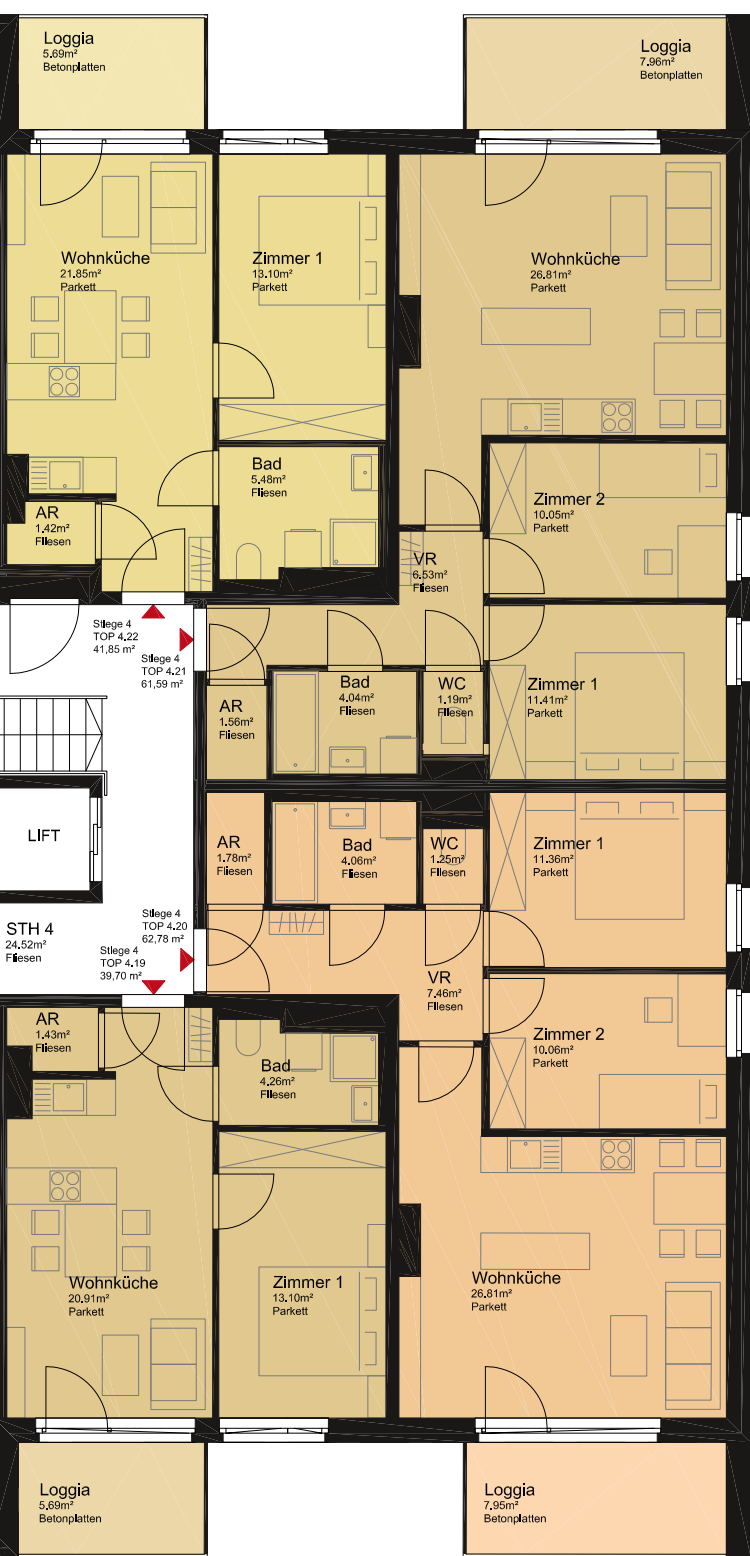 Loggia
5.69m²
Betonplatten
Loggia
7.96m²
Betonplatten
Wohnküche
21.85m²
Parkett
Zimmer 1
13.10m²
Parkett
Wohnküche
26.81m²
Parkett
Bad
5.48m²
Fliesen
AR
1.42m²
Fliesen
Zimmer 2
10.05m²
Parkett
VR
6.53m²
Fliesen
Stiege 4
TOP 4.22
41,85 m²
Stiege 4
TOP 4.21
61,59 m²
AR
1.56m²
Fliesen
Bad
4.04m²
Fliesen
WC
1.19m²
Fliesen
Zimmer 1
11.41m²
Parkett
LIFT
AR
1.78m²
Fliesen
Bad
4.06m²
Fliesen
WC
1.25m²
Fliesen
Zimmer 1
11.36m²
Parkett
STH 4
24.52m²
Fliesen
Stiege 4
TOP 4.20
62,78 m²
Stiege 4
TOP 4.19
39,70 m²
VR
7.46m²
Fliesen
AR
1.43m²
Fliesen
Bad
4.26m²
Fliesen
Zimmer 2
10.06m²
Parkett
Wohnküche
20.91m²
Parkett
Zimmer 1
13.10m²
Parkett
Wohnküche
26.81m²
Parkett
Loggia
5.69m²
Betonplatten
Loggia
7.95m²
Betonplatten